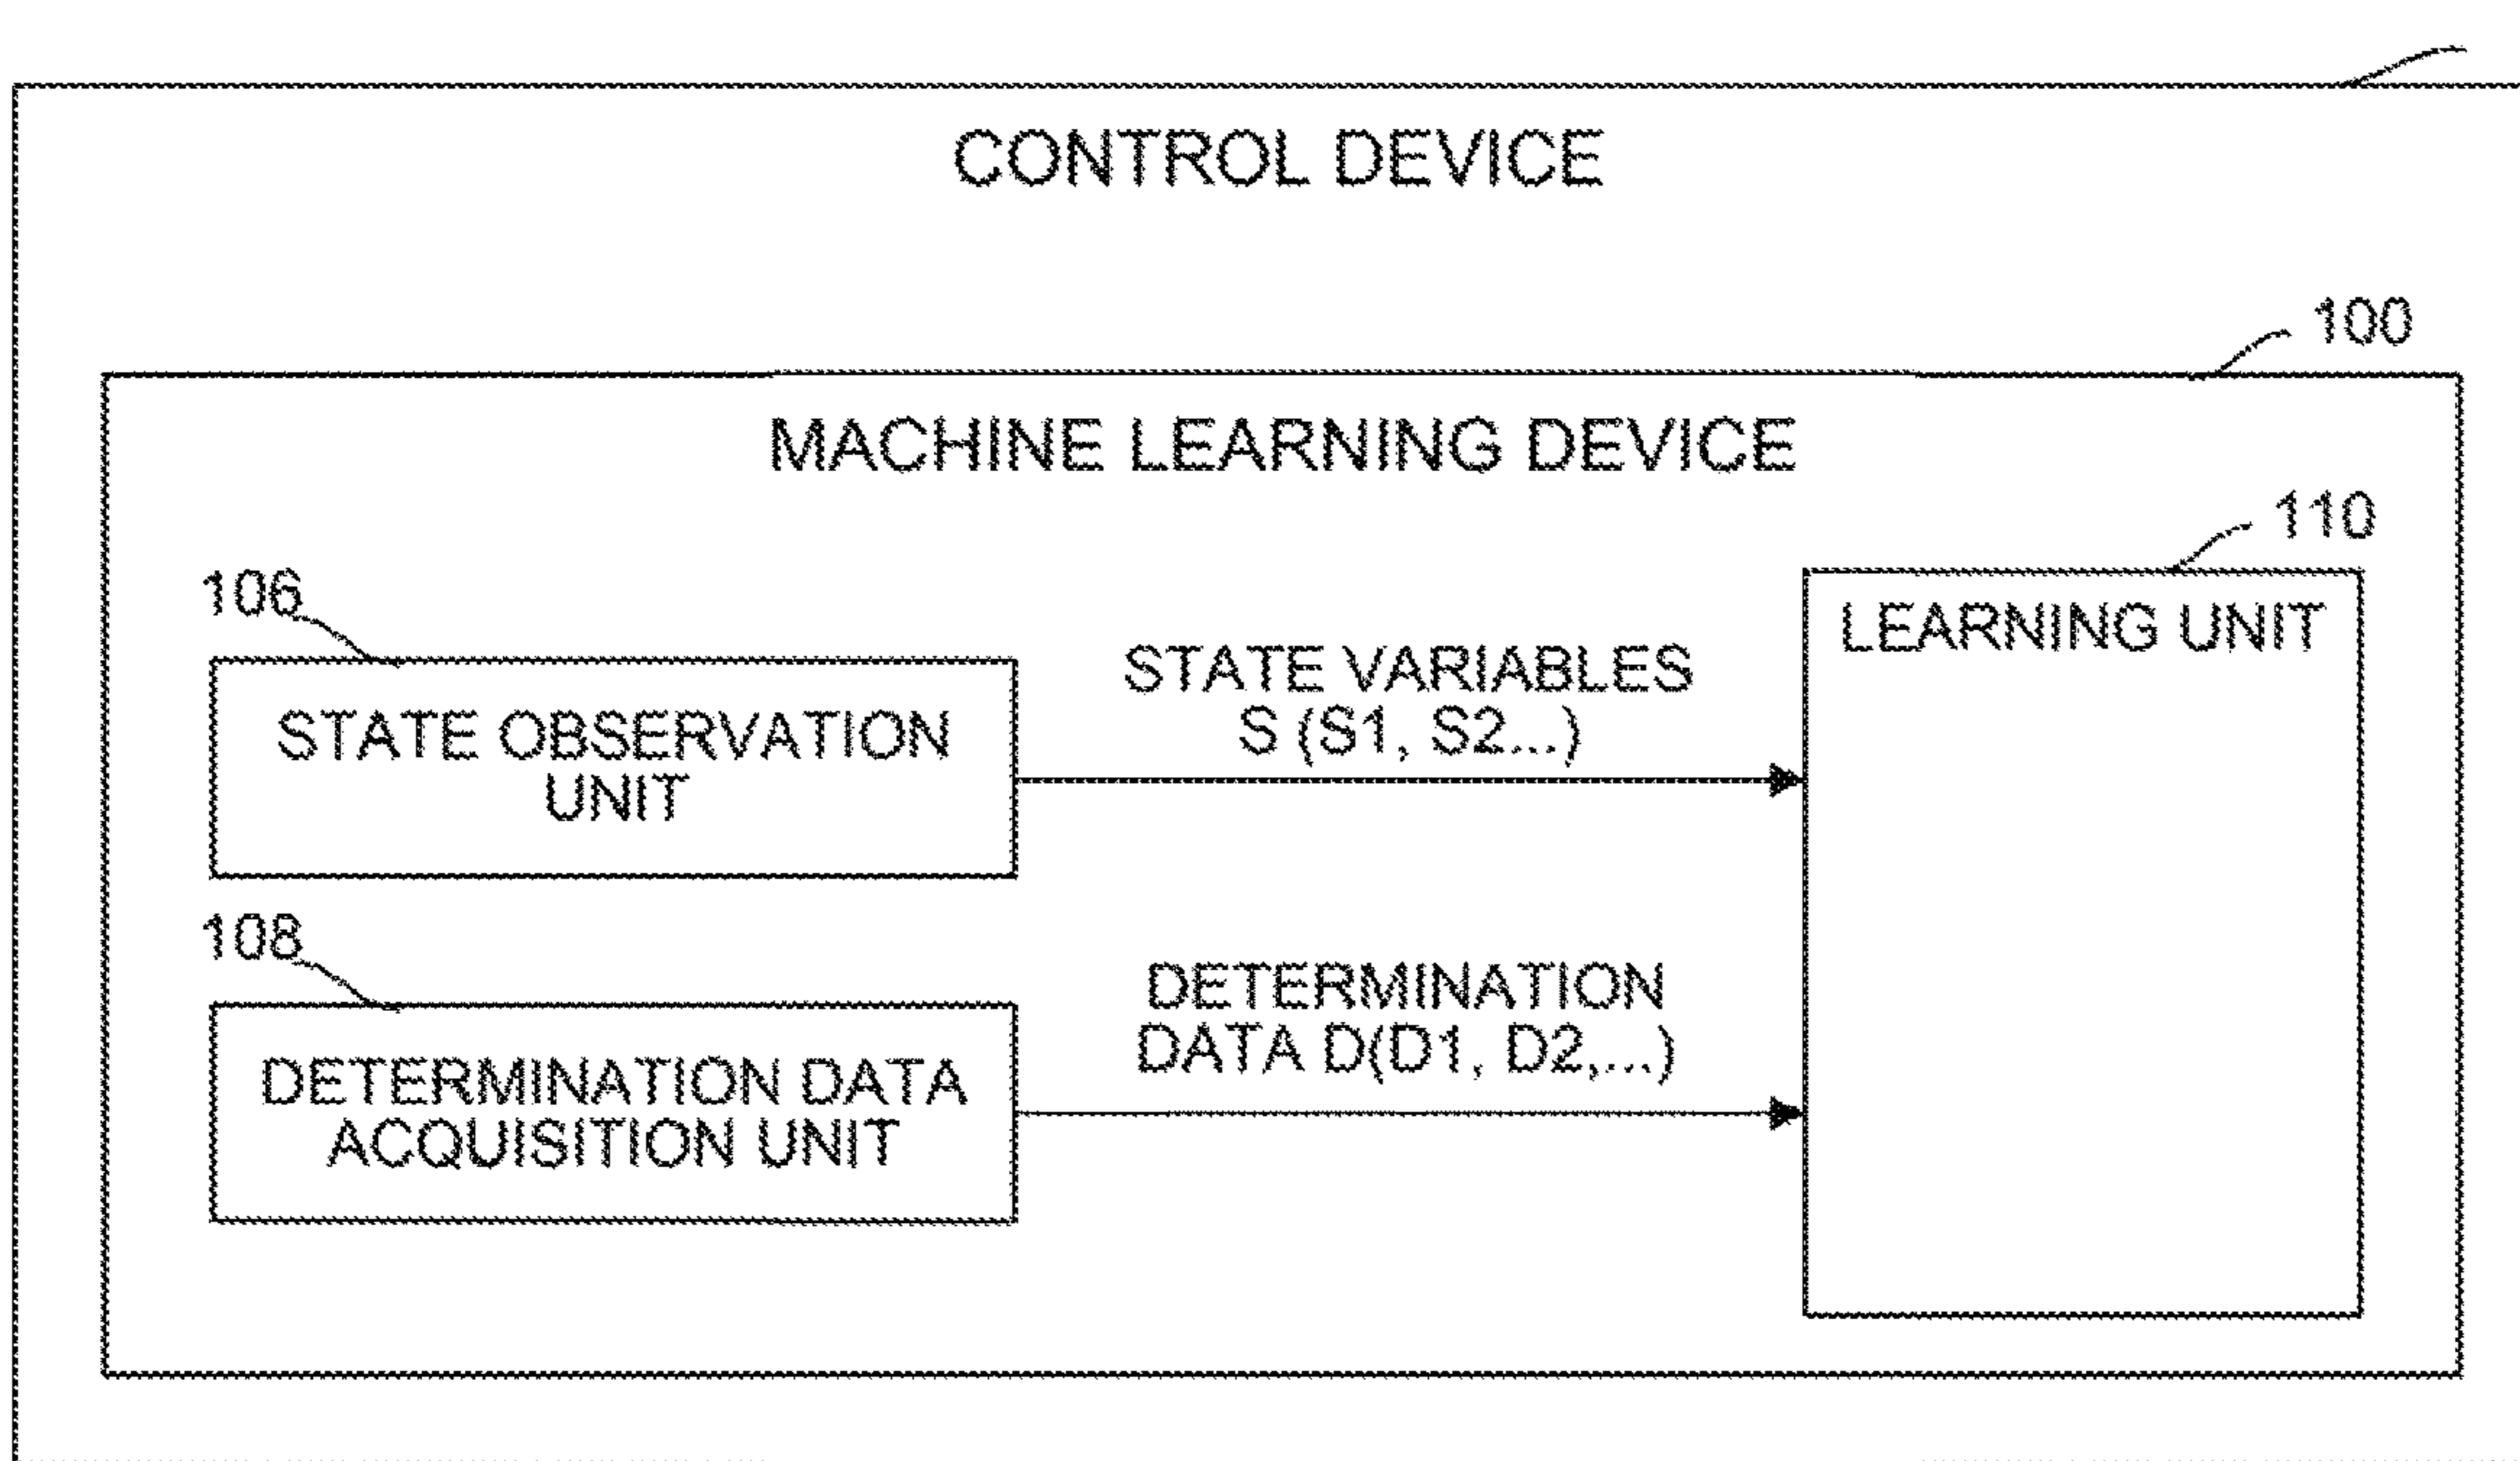 CONTROL DEVICE
100
MACHINE LEARNING DEVICE
110
106
LEARNING UNIT
STATE OBSERVATION
UNIT
STATE VARIABLES
S (S1, S2...)
108
DETERMINATION DATA
ACQUISITION UNIT
DETERMINATION
DATA D(D1, D2,...)